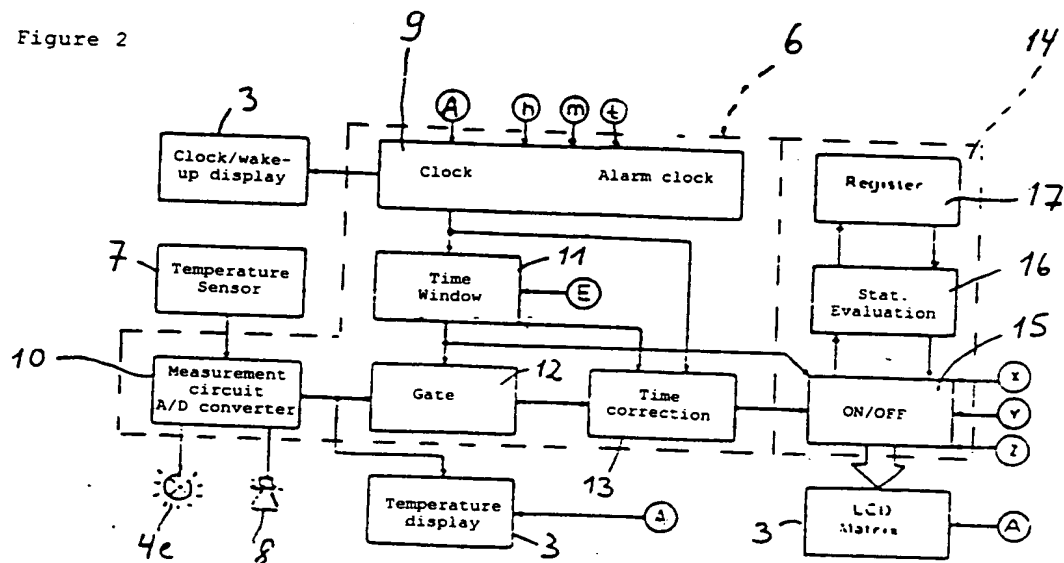 Figure 2
9
6
14
3
A
h
m
t
Clock/wake-
up display
Clock
Alarm clock
Register
17
7
Temperature
Sensor
11
Time
Window
E
16
Stat.
Evaluation
10
Measurement
circuit
A/D converter
12
Gate
Time
correction
15
ON/OFF
X
Y
Z
13
4e
8
Temperature
display
3
3
LCD
Matrix
A